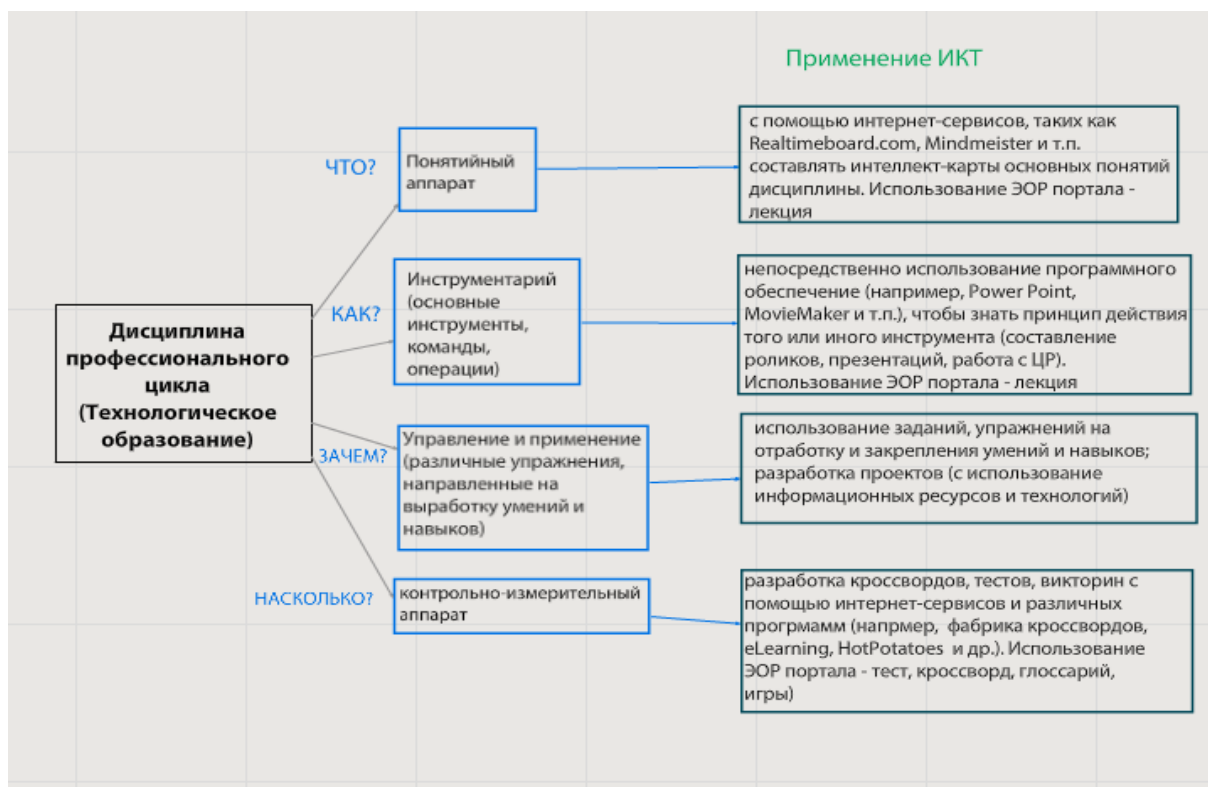 Применение ИКТ
Дисциплина
профессионального
цикла
(Технологическое
образование)
ЧТО?
Понятийный
аппарат
с помощью интернет-сервисов, таких как
Realtimeboard.com, Mindmeister и т.п.
составлять интеллект-карты основных понятий
дисциплины. Использование ЭОР портала -
лекция
КАК?
Инструментарий
(основные
инструменты,
команды,
операции)
непосредственно использование программного
обеспечение (например, Power Point,
MovieMaker и т.п.), чтобы знать принцип действия
того или иного инструмента (составление
роликов, презентаций, работа с ЦР).
Использование ЭОР портала - лекция
ЗАЧЕМ?
Управление и применение
(различные упражнения,
направленные на
выработку умений и
навыков)
использование заданий, упражнений на
отработку и закрепления умений и навыков;
разработка проектов (с использование
информационных ресурсов и технологий)
НАСКОЛЬКО?
контрольно-измерительный
аппарат
разработка кроссвордов, тестов, викторин с
помощью интернет-сервисов и различных
прогрмамм (напрмер, фабрика кроссвордов,
eLearning, HotPotatoes и др.). Использование
ЭОР портала - тест, кроссворд, глоссарий,
игры)